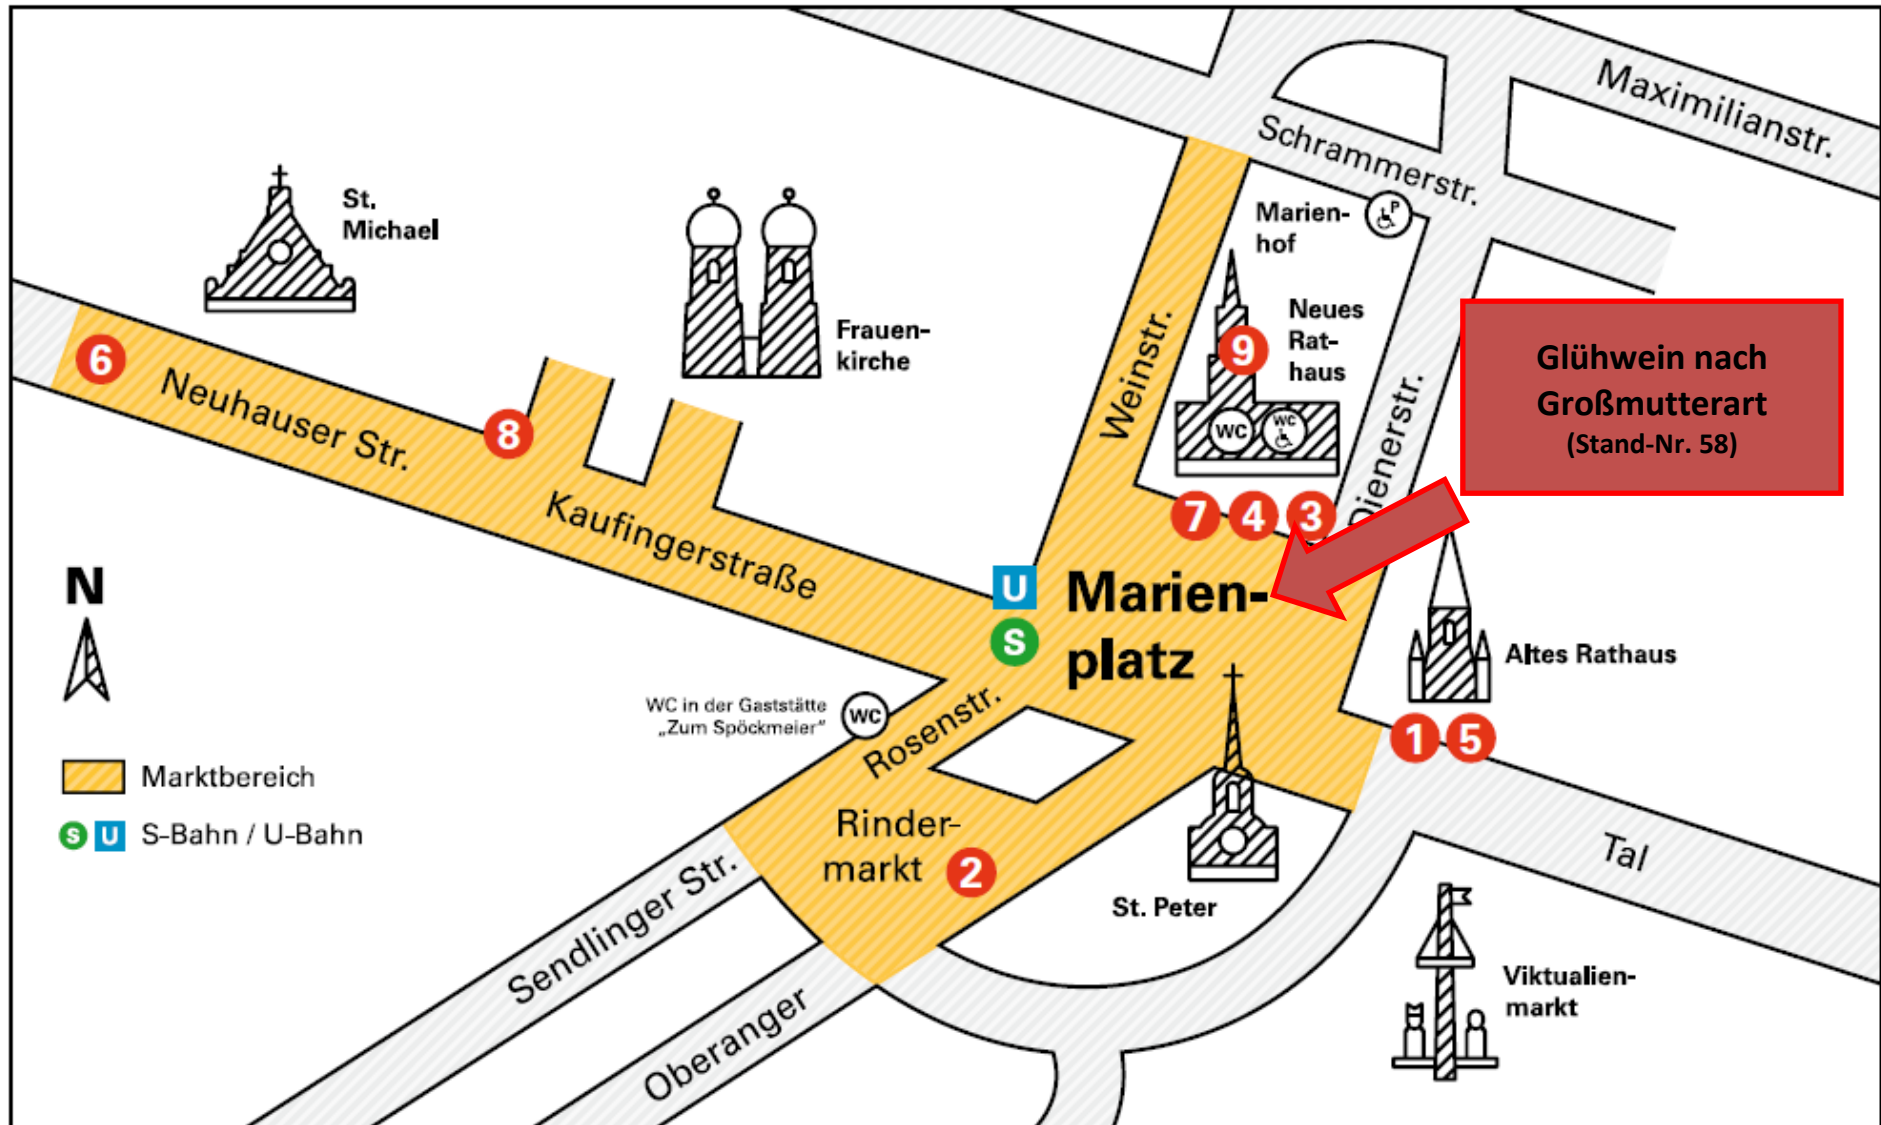 Maximilianstr.
Schrammerstr.
P
Marien-
hof
St.
Michael
Frauen-
kirche
Weinstr.
Neues
Rat-
haus
9
WC
WC
Dienerstr.
Glühwein nach
Großmutterart
(Stand-Nr. 58)
6
Neuhauser Str.
8
Kaufingerstraße
7
4
3
N
U
S
Marien-
platz
Altes Rathaus
WC in der Gaststätte
„Zum Spöckmeier"
WC
Rosenstr.
1
5
Marktbereich
S U S-Bahn / U-Bahn
Rinder-
markt
2
Tal
St. Peter
Sendlinger Str.
Oberanger
Viktualien-
markt